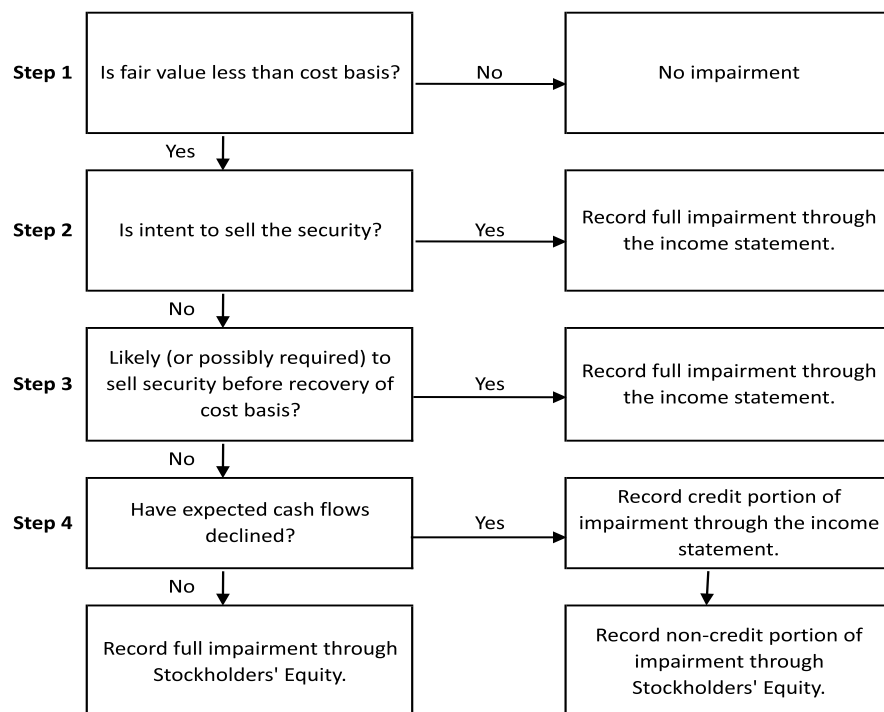 Step 1
Is fair value less than cost basis?
No
No impairment
Yes
Step 2
Is intent to sell the security?
Yes
Record full impairment through
the income statement.
No
Step 3
Likely (or possibly required) to
sell security before recovery of
cost basis?
Yes
Record full impairment through
the income statement.
No
Step 4
Have expected cash flows
declined?
Yes
Record credit portion of
impairment through the income
statement.
No
Record full impairment through
Stockholders' Equity.
Record non-credit portion of
impairment through
Stockholders' Equity.